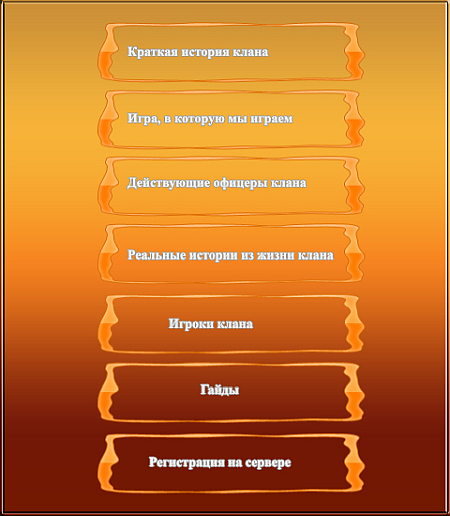 Краткая история клана
Игра, в которую мы играем
Действующие офицеры клана
Реальные истории из жизни клана
Игроки клана
Гайды
Регистрация на сервере